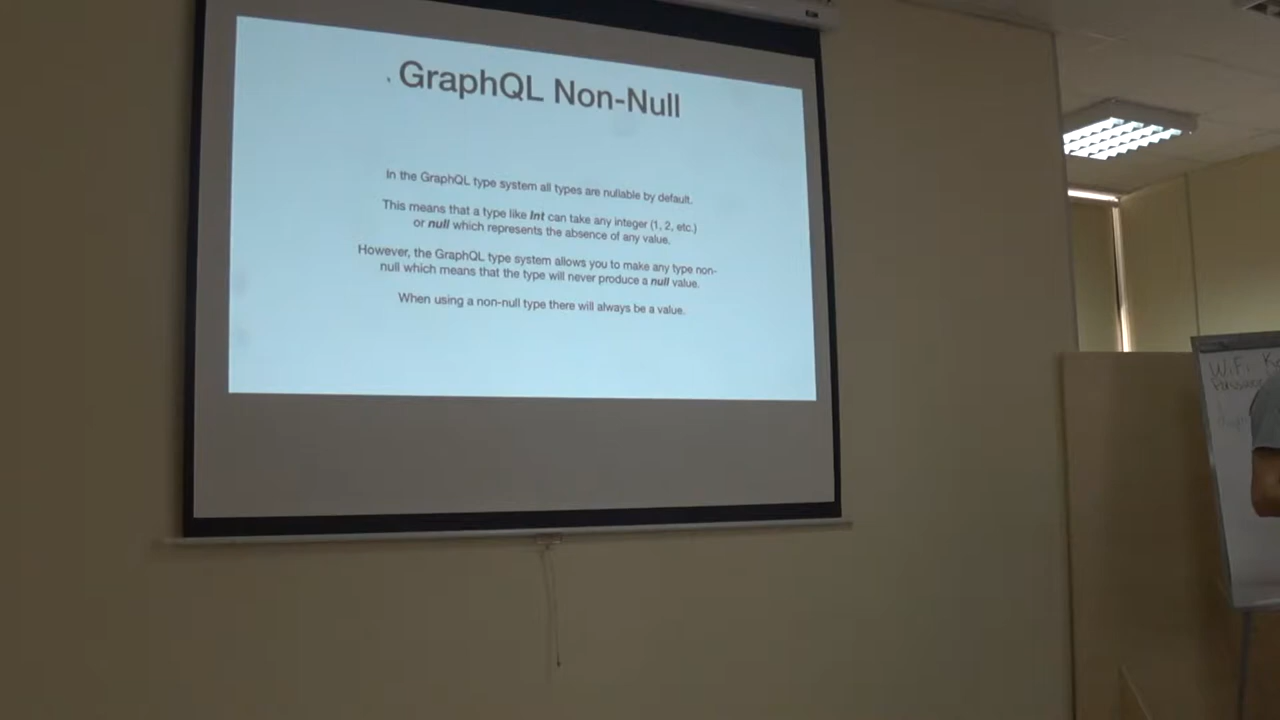 GraphQL Non-Null
In the GraphQL type system all types are nullable by default.
This means that a type like Int can take any integer (1, 2, etc.)
or null which represents the absence of any value.
However, the GraphQL type system allows you to make any type non-
null which means that the type will never produce a null value.
When using a non-null type there will always be a value.
WiFi